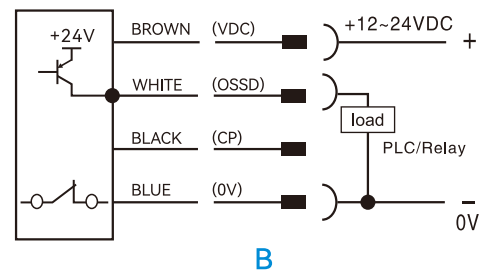 +24V
BROWN (VDC) +12~24VDC +
WHITE (OSSD)
load
BLACK (CP) PLC/Relay
BLUE (0V) −
0V
B